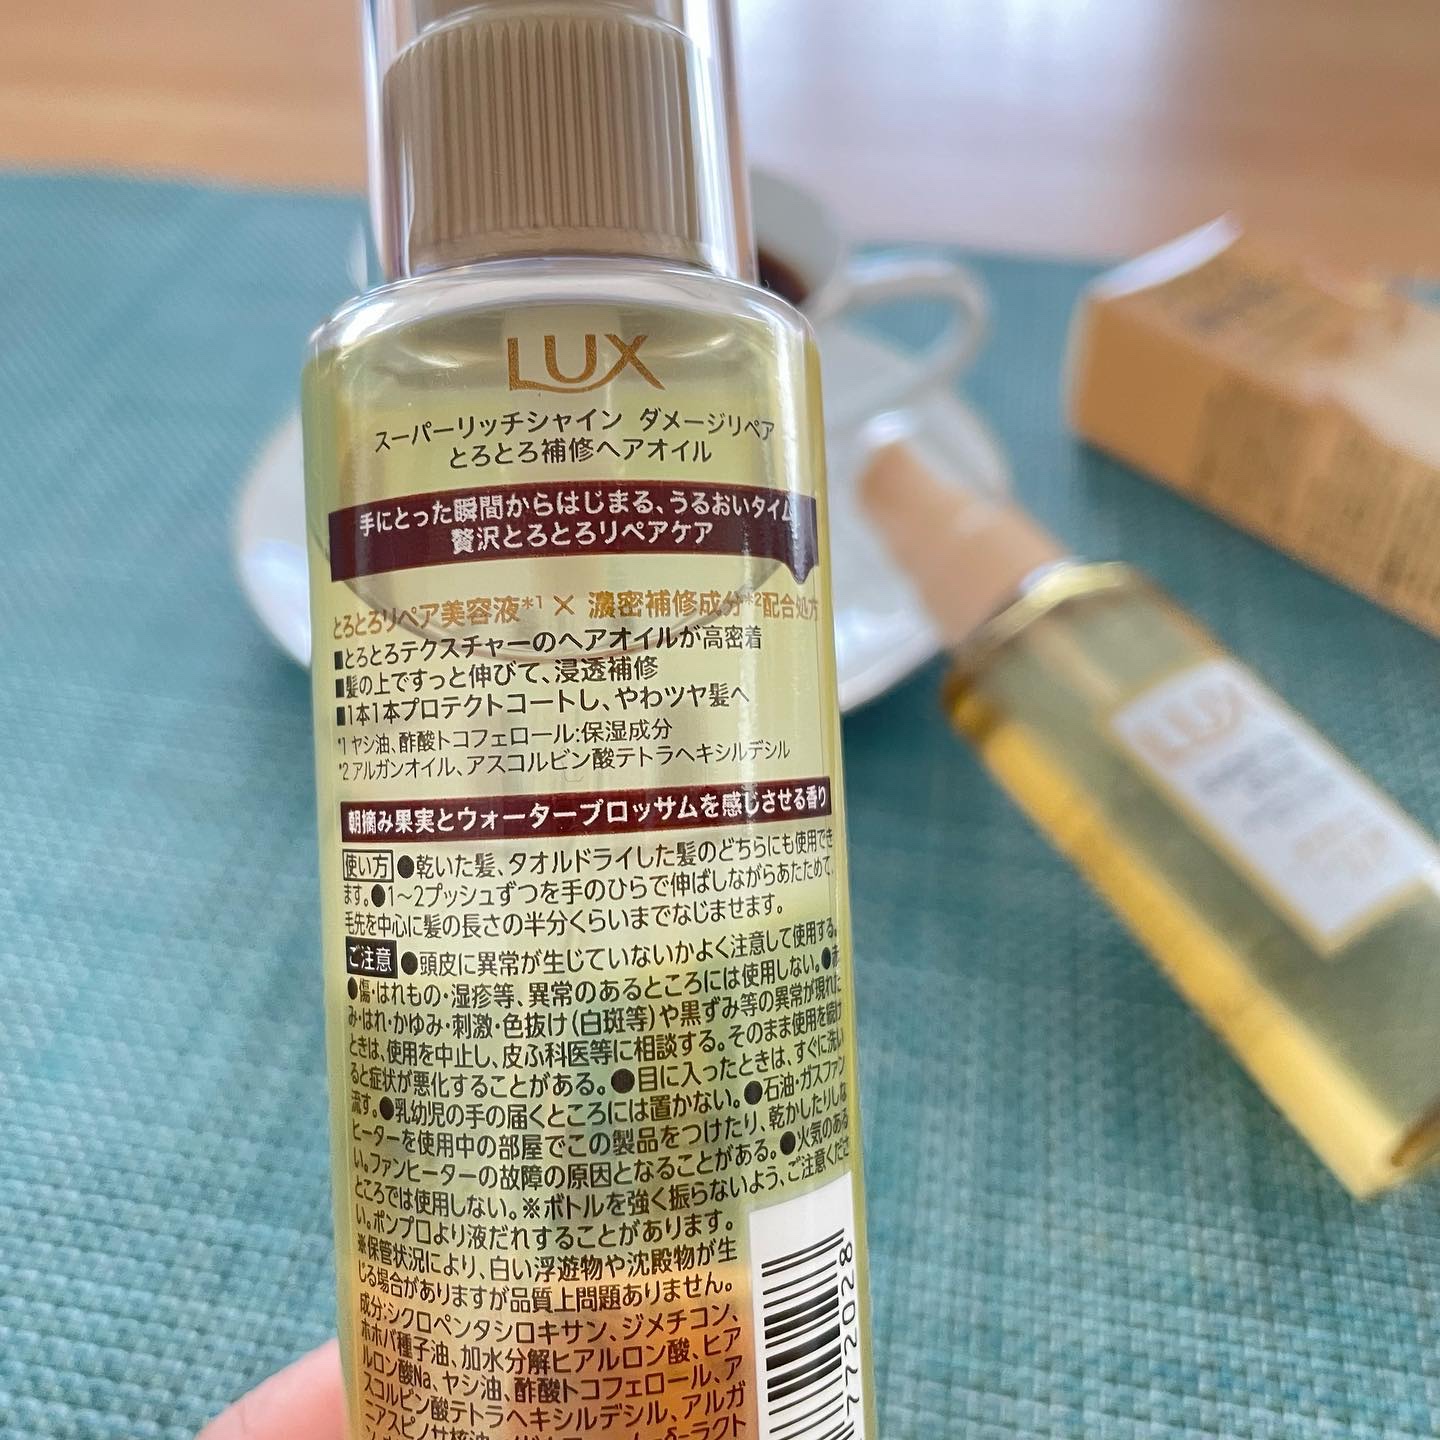 LUX
スーパーリッチシャイン ダメージリペア
とろとろ補修ヘアオイル
手にとった瞬間からはじまる、うるおいタイム
贅沢とろとろリペアケア
とろとろリペア美容液*1 × 濃密補修成分*2配合処方
■とろとろテクスチャーのヘアオイルが高密着
■髪の上ですっと伸びて、浸透補修
■1本1本プロテクトコートし、やわツヤ髪へ
*1 ヤシ油、酢酸トコフェロール:保湿成分
*2 アルガンオイル、アスコルビン酸テトラヘキシルデシル
朝摘み果実とウォーターブロッサムを感じさせる香り
使い方 ●乾いた髪、タオルドライした髪のどちらにも使用でき
ます。●1～2プッシュずつを手のひらで伸ばしながらあたためて、
毛先を中心に髪の長さの半分くらいまでなじませます。
ご注意 ●頭皮に異常が生じていないかよく注意して使用する。
●傷・はれもの・湿疹等、異常のあるところには使用しない。●赤
み・はれ・かゆみ・刺激・色抜け(白斑等)や黒ずみ等の異常が現れた
ときは、使用を中止し、皮ふ科医等に相談する。そのまま使用を続け
ると症状が悪化することがある。●目に入ったときは、すぐに洗い
流す。●乳幼児の手の届くところには置かない。●石油・ガスファン
ヒーターを使用中の部屋でこの製品をつけたり、乾かしたりしな
い。ファンヒーターの故障の原因となることがある。●火気のある
ところでは使用しない。※ボトルを強く振らないよう、ご注意くださ
い。ポンプ口より液だれすることがあります。
※保管状況により、白い浮遊物や沈殿物が生
じる場合がありますが品質上問題ありません。
成分:シクロペンタシロキサン、ジメチコン、
ホホバ種子油、加水分解ヒアルロン酸、ヒア
ルロン酸Na、ヤシ油、酢酸トコフェロール、ア
スコルビン酸テトラヘキシルデシル、アルガ
ニアスピノサ核油、
δ-ラクト
8202277
LUX